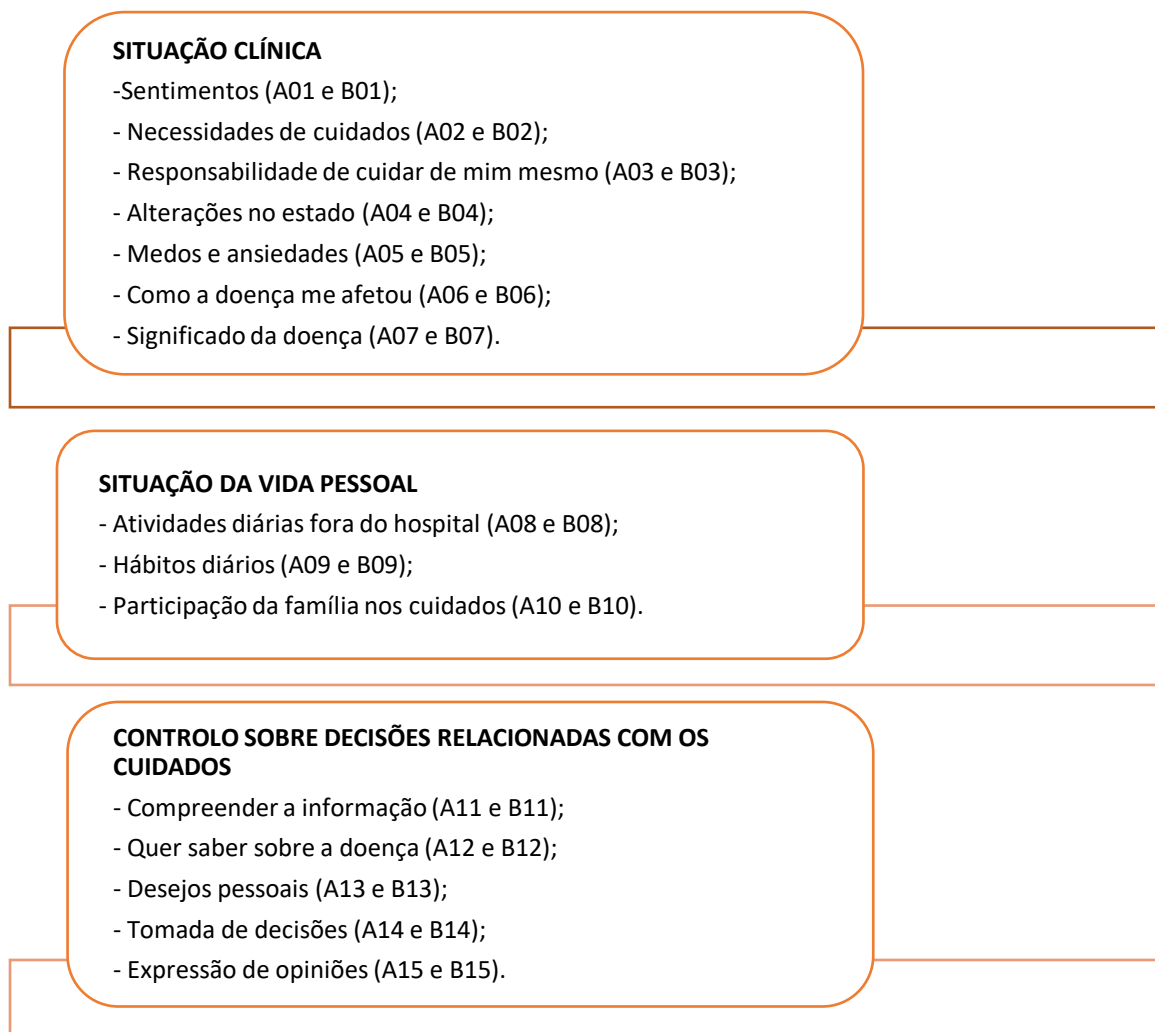 SITUAÇÃO CLÍNICA
-Sentimentos (A01 e B01);
- Necessidades de cuidados (A02 e B02);
- Responsabilidade de cuidar de mim mesmo (A03 e B03);
- Alterações no estado (A04 e B04);
- Medos e ansiedades (A05 e B05);
- Como a doença me afetou (A06 e B06);
- Significado da doença (A07 e B07).
SITUAÇÃO DA VIDA PESSOAL
- Atividades diárias fora do hospital (A08 e B08);
- Hábitos diários (A09 e B09);
- Participação da família nos cuidados (A10 e B10).
CONTROLO SOBRE DECISÕES RELACIONADAS COM OS
CUIDADOS
- Compreender a informação (A11 e B11);
- Quer saber sobre a doença (A12 e B12);
- Desejos pessoais (A13 e B13);
- Tomada de decisões (A14 e B14);
- Expressão de opiniões (A15 e B15).